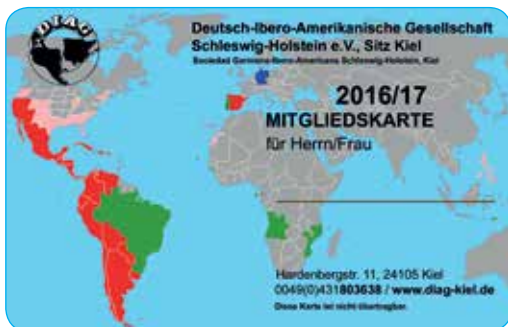 DIAG
Deutsch-Ibero-Amerikanische Gesellschaft
Schleswig-Holstein e.V., Sitz Kiel
Sociedad Germano-Ibero-Americana Schleswig-Holstein, Kiel
2016/17
MITGLIEDSKARTE
für Herrn/Frau
Hardenbergstr. 11, 24105 Kiel
0049(0)431803638 / www.diag-kiel.de
Diese Karte ist nicht übertragbar.